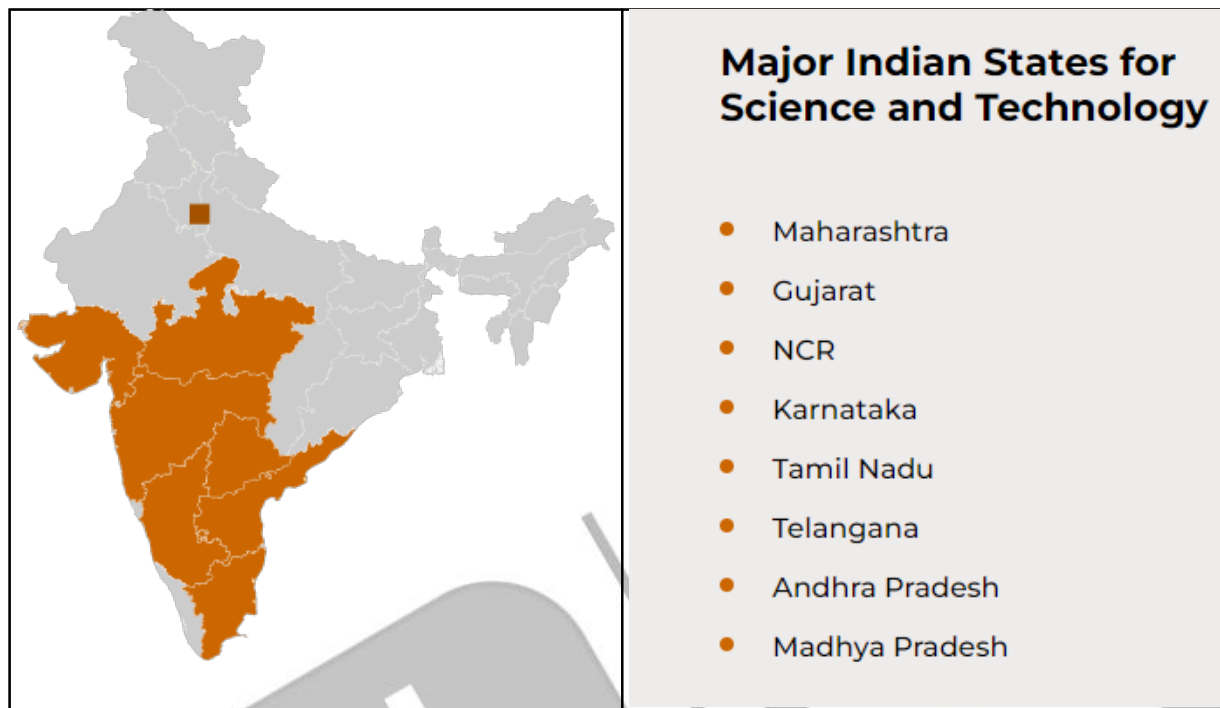 Major Indian States for
Science and Technology
Maharashtra
Gujarat
NCR
Karnataka
Tamil Nadu
Telangana
Andhra Pradesh
Madhya Pradesh